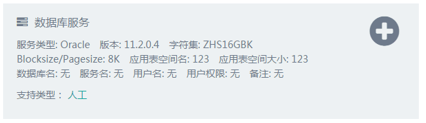 数据库服务
服务类型: Oracle 版本: 11.2.0.4 字符集: ZHS16GBK
Blocksize/Pagesize: 8K 应用表空间名: 123 应用表空间大小: 123
数据库名: 无 服务名: 无 用户名: 无 用户权限: 无 备注: 无
支持类型： 人工